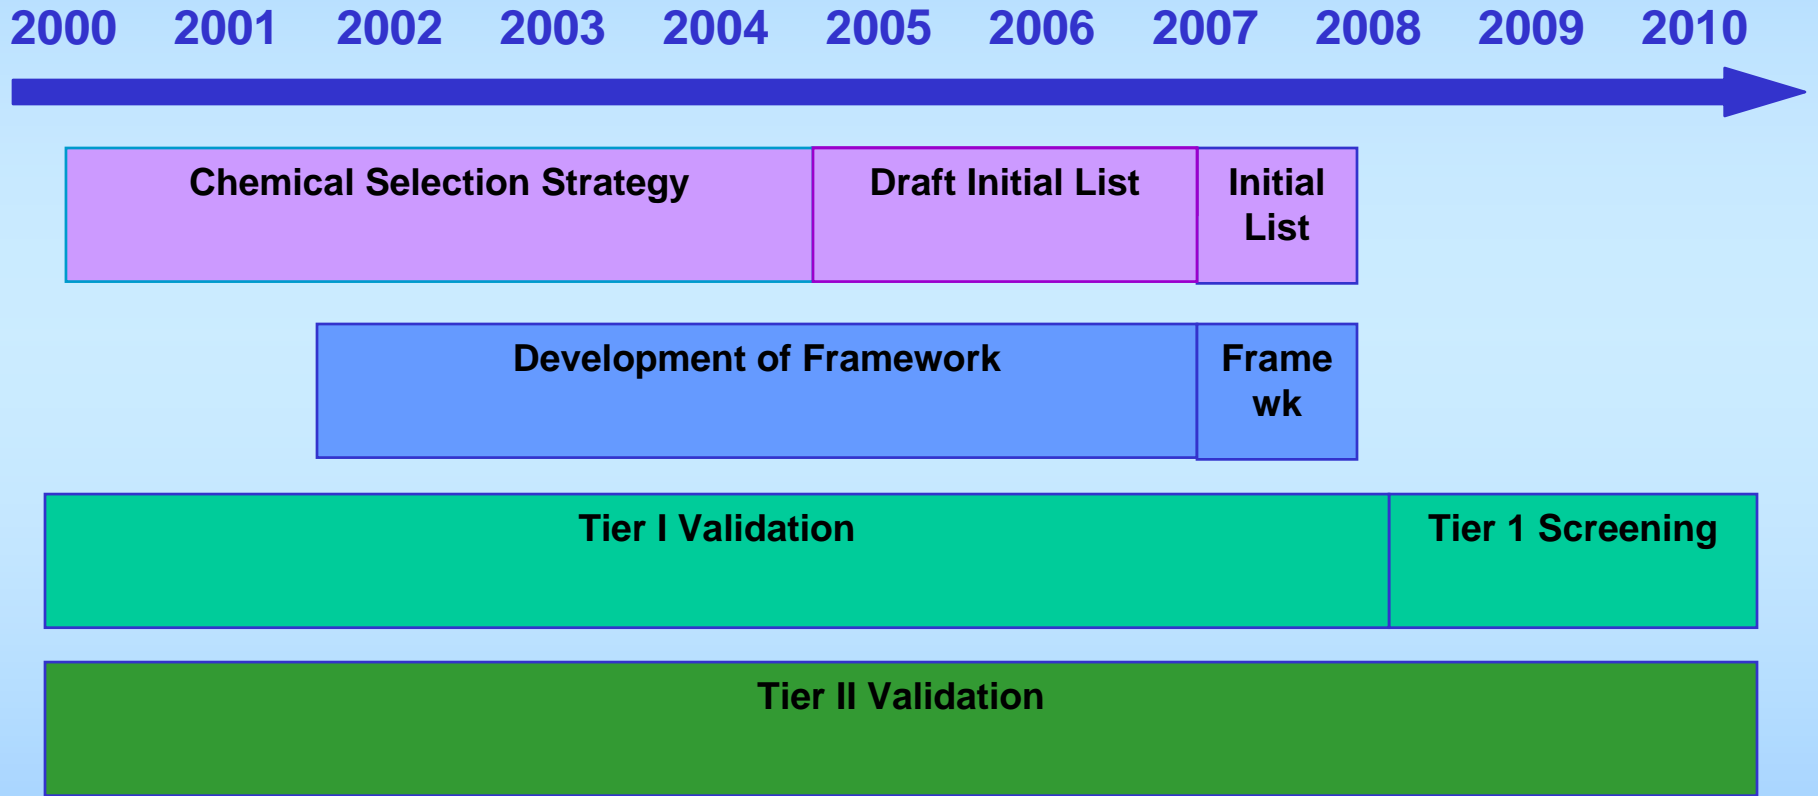 2000 2001 2002 2003 2004 2005 2006 2007 2008 2009 2010
Chemical Selection Strategy
Draft Initial List
Initial
List
Development of Framework
Frame
wk
Tier I Validation
Tier 1 Screening
Tier II Validation